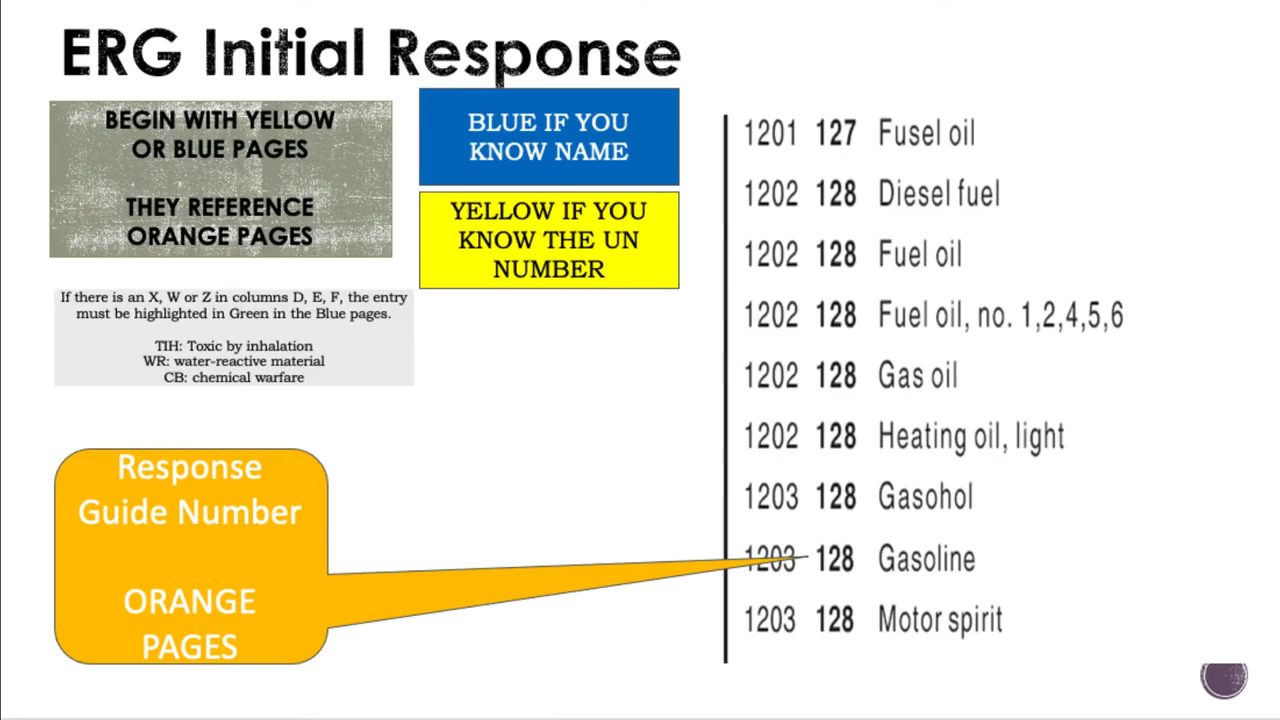 ERG Initial Response
BEGIN WITH YELLOW
OR BLUE PAGES
THEY REFERENCE
ORANGE PAGES
BLUE IF YOU
KNOW NAME
YELLOW IF YOU
KNOW THE UN
NUMBER
If there is an X, W or Z in columns D, E, F, the entry
must be highlighted in Green in the Blue pages.
TIH: Toxic by inhalation
WR: water-reactive material
CB: chemical warfare
Response
Guide Number
ORANGE
PAGES
1201 127 Fusel oil
1202 128 Diesel fuel
1202 128 Fuel oil
1202 128 Fuel oil, no. 1,2,4,5,6
1202 128 Gas oil
1202 128 Heating oil, light
1203 128 Gasohol
1203 128 Gasoline
1203 128 Motor spirit